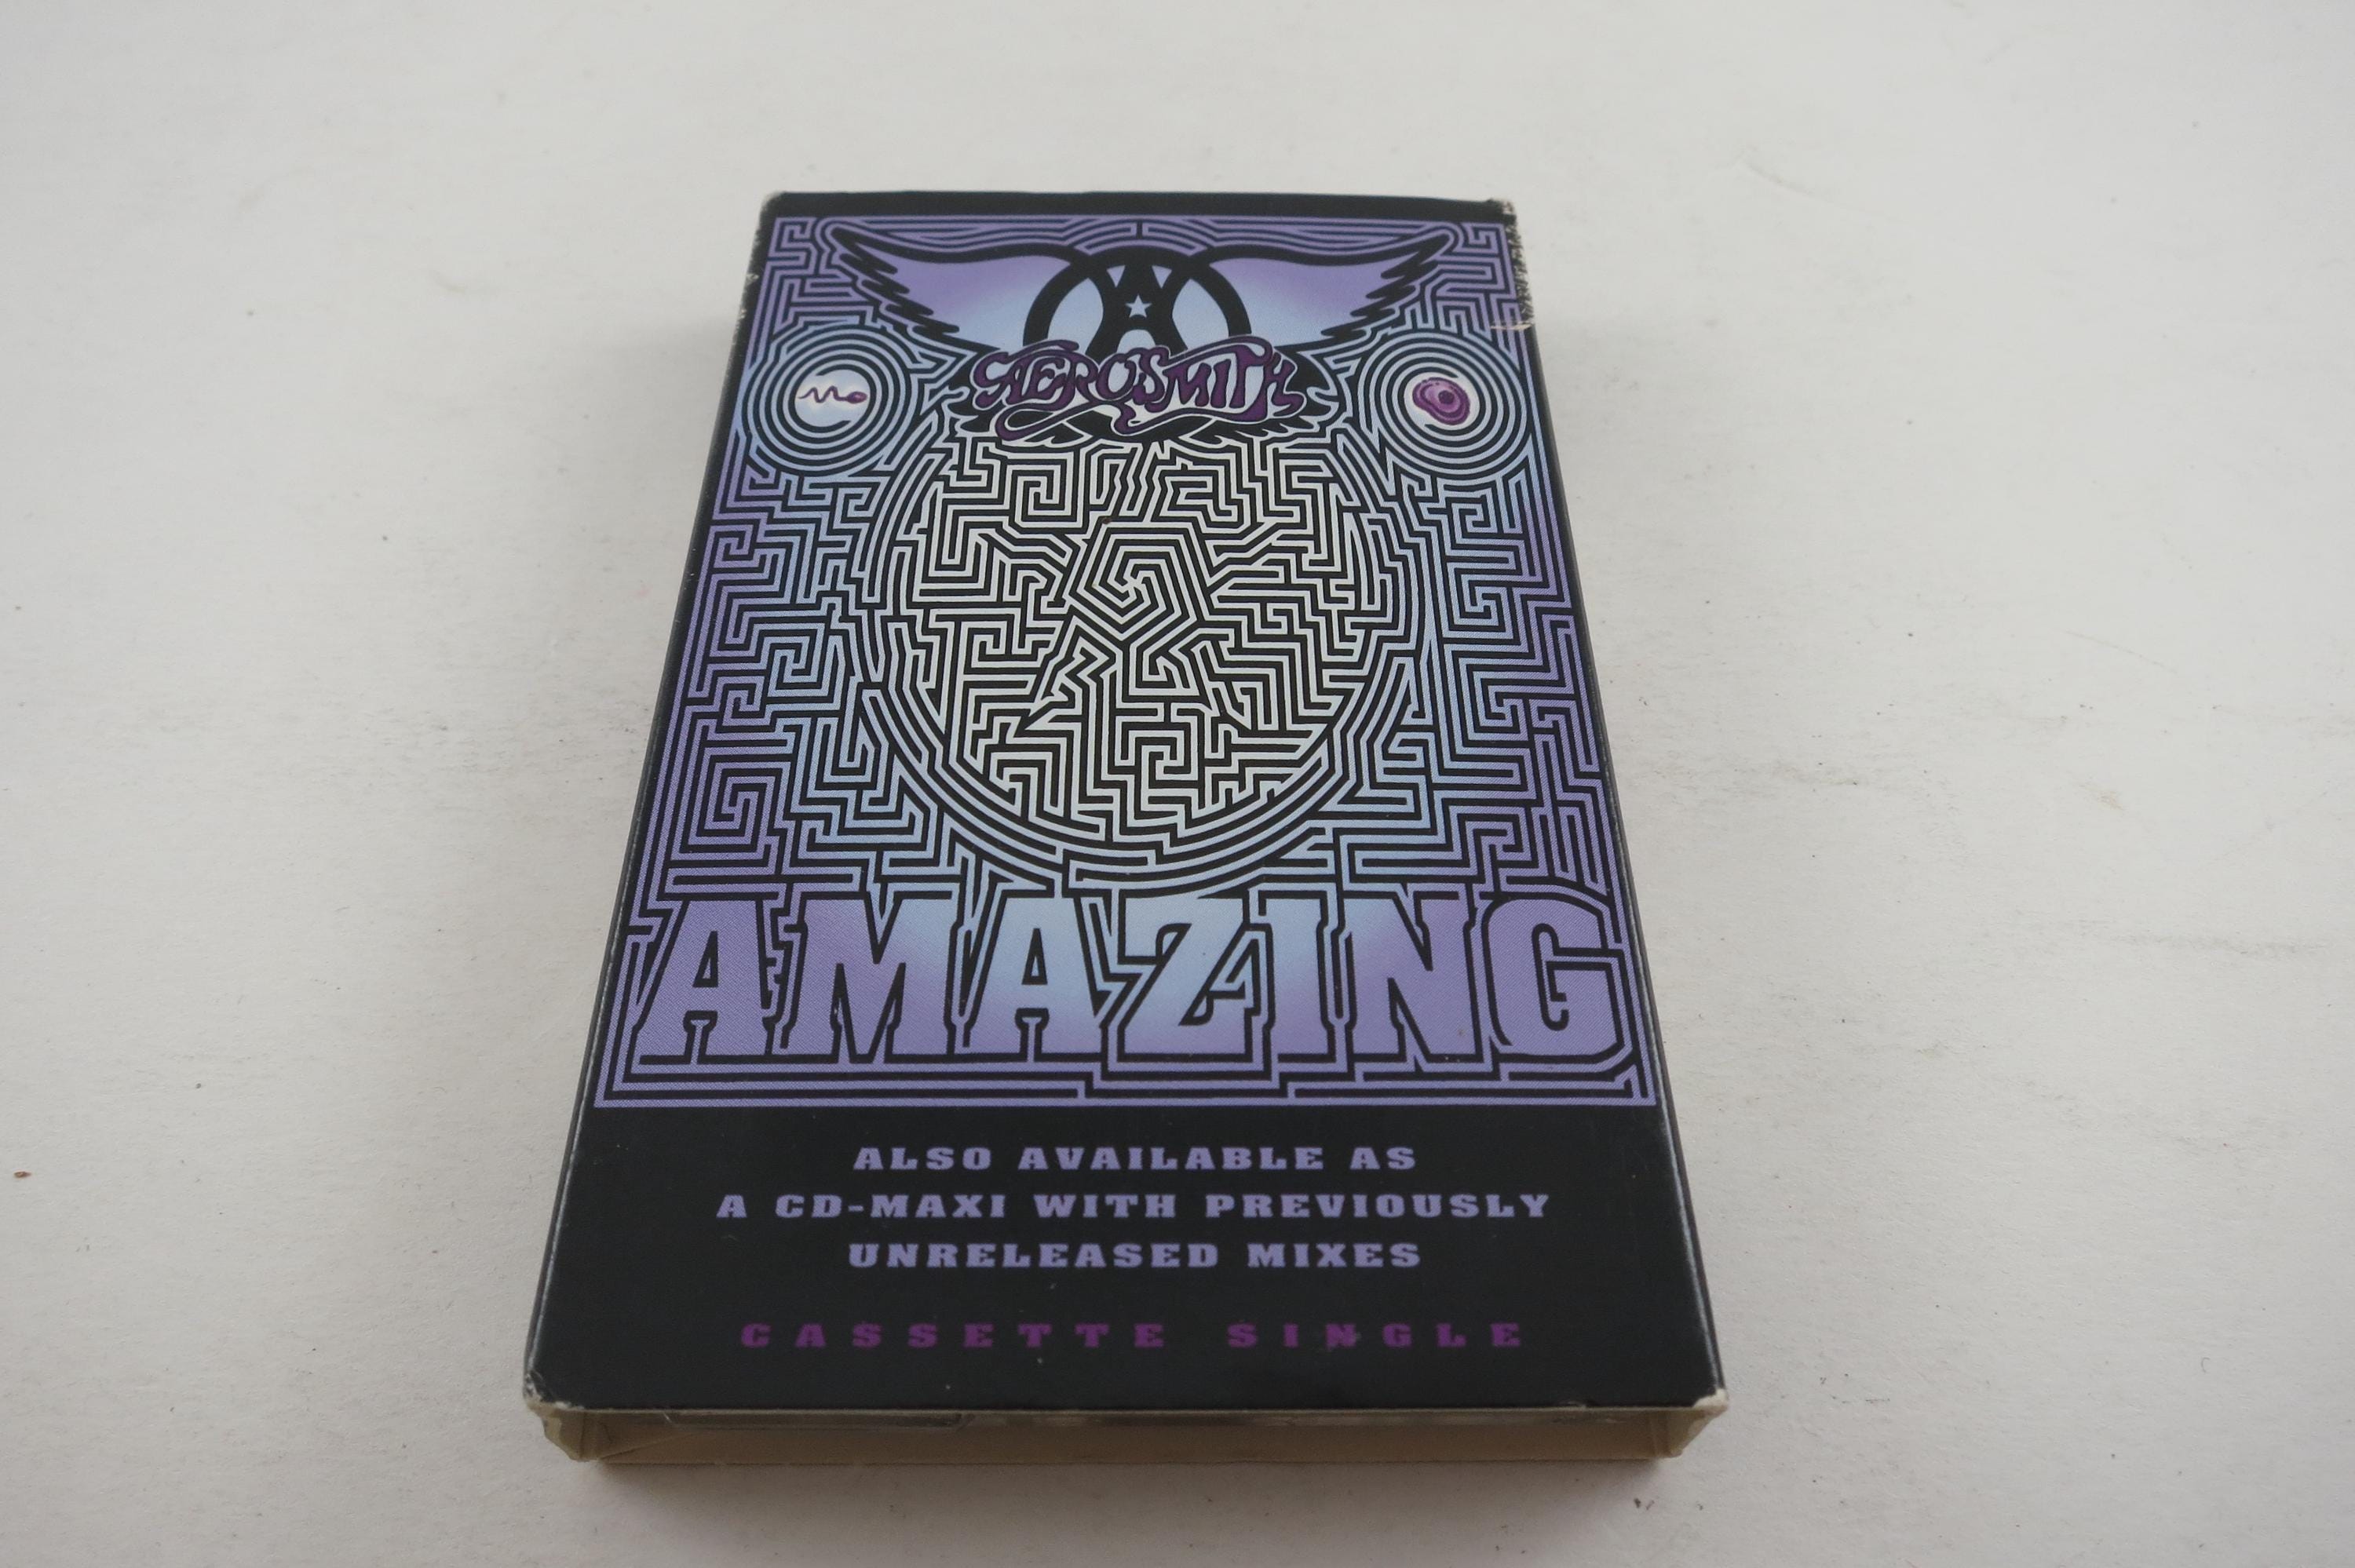 AEROSMITH
AMAZING
ALSO AVAILABLE AS
A CD-MAXI WITH PREVIOUSLY
UNRELEASED MIXES
CASSETTE SINGLE